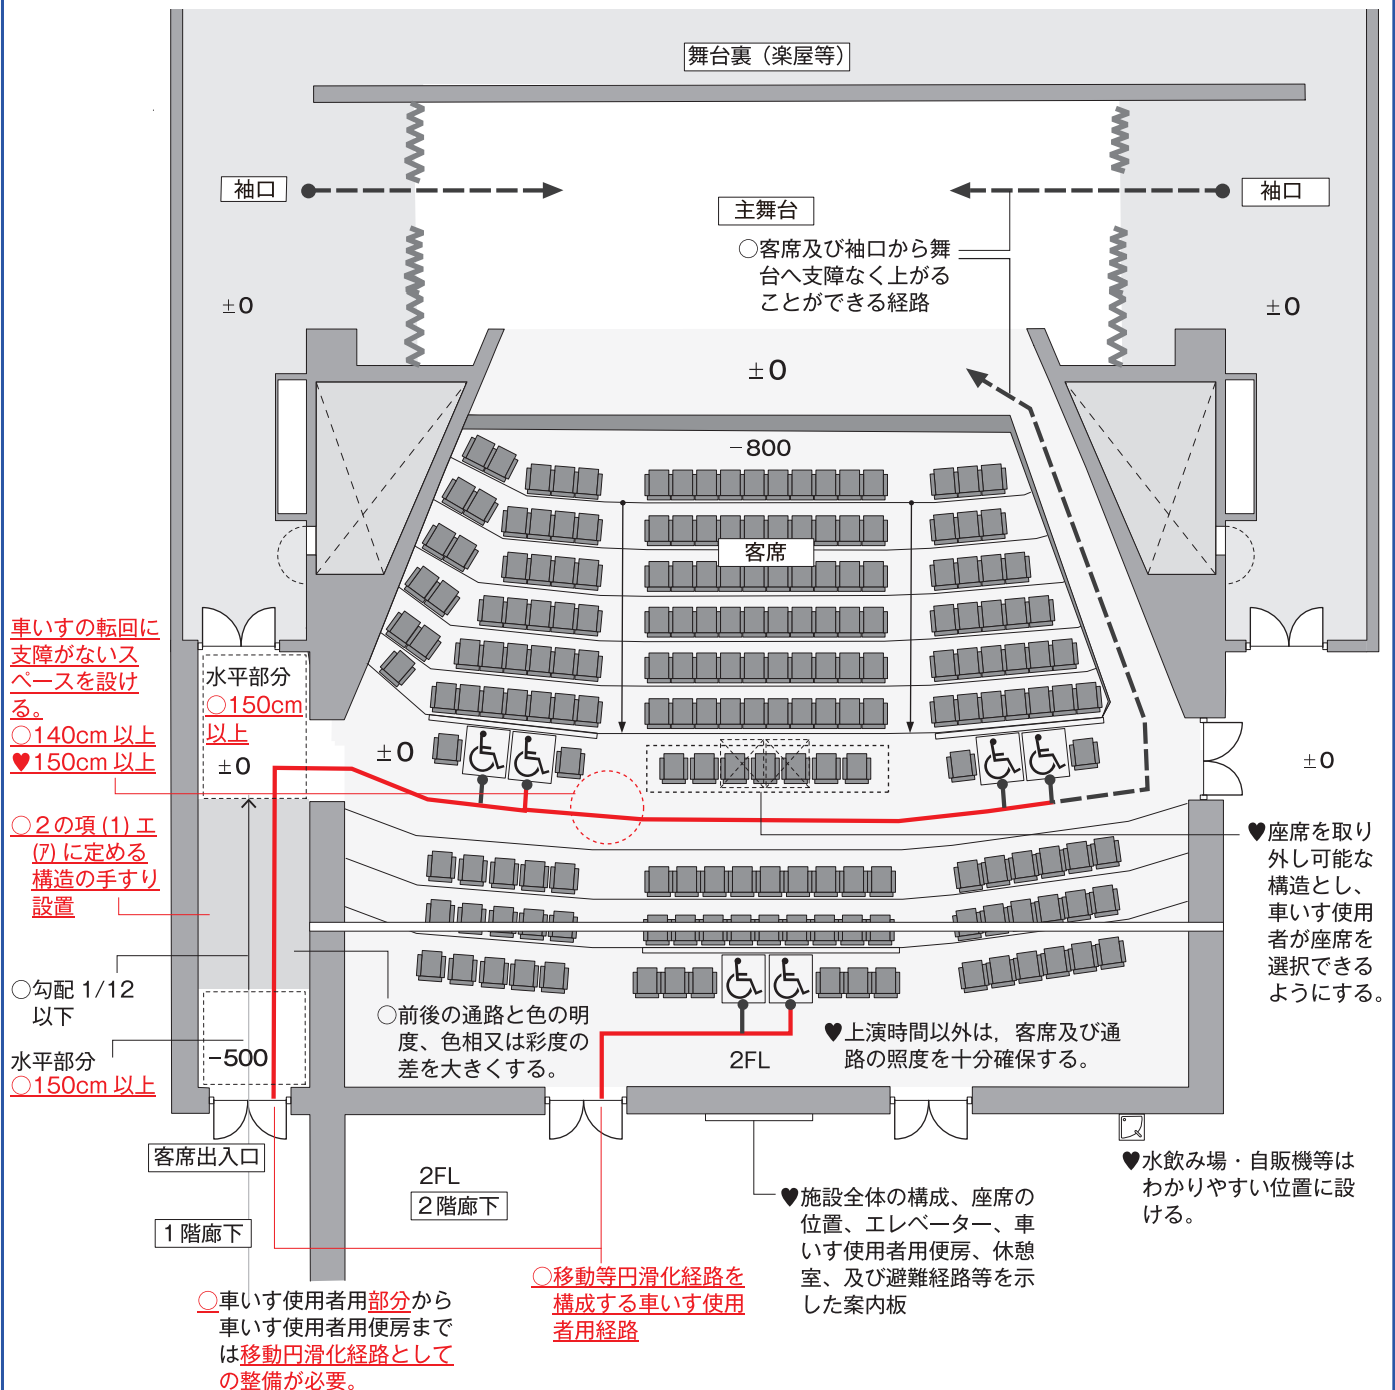 舞台裏（楽屋等）
袖口
袖口
主舞台
○客席及び袖口から舞
台へ支障なく上がる
ことができる経路
±0
±0
±0
−800
客席
車いすの転回に
支障がないス
ペースを設け
る。
○140cm 以上
♥150cm 以上
水平部分
○150cm
以上
±0
±0
±0
○２の項 (1) エ
(ｱ) に定める
構造の手すり
設置
♥座席を取り
外し可能な
構造とし、
車いす使用
者が座席を
選択できる
ようにする。
○勾配 1/12
以下
○前後の通路と色の明
度、色相又は彩度の
差を大きくする。
♥上演時間以外は，客席及び通
路の照度を十分確保する。
水平部分
○150cm 以上
−500
2FL
客席出入口
2FL
２階廊下
１階廊下
♥施設全体の構成、座席の
位置、エレベーター、車
いす使用者用便房、休憩
室、及び避難経路等を示
した案内板
♥水飲み場・自販機等は
わかりやすい位置に設
ける。
○車いす使用者用部分から
車いす使用者用便房まで
は移動円滑化経路として
の整備が必要。
○移動等円滑化経路を
構成する車いす使用
者用経路